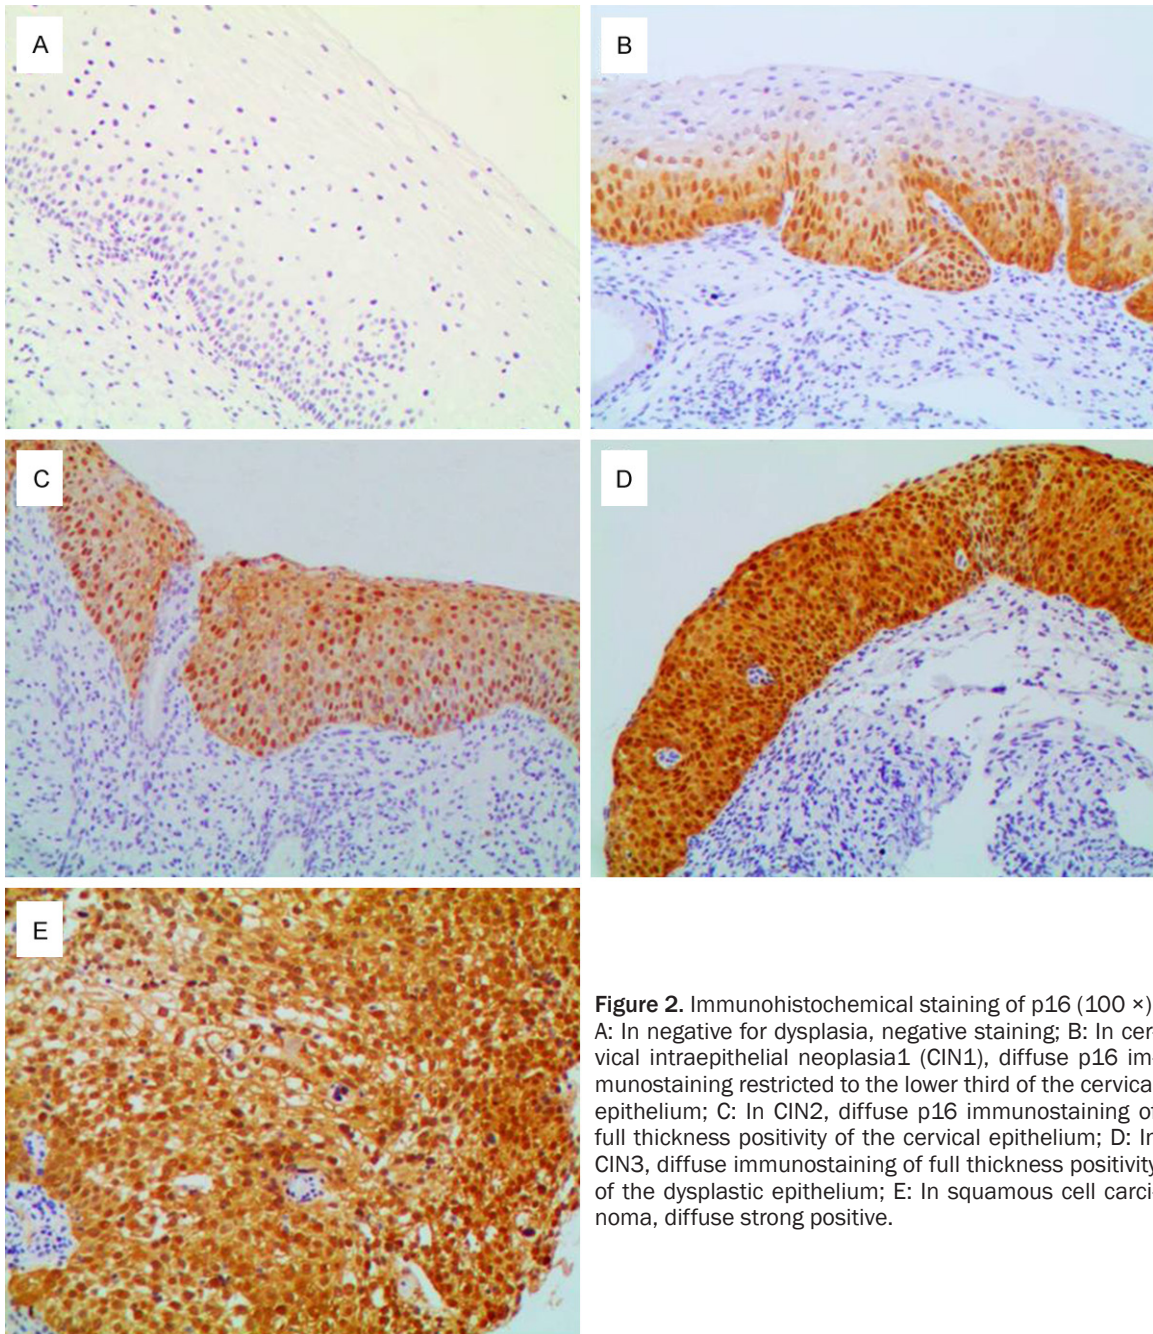 A
B
C
D
E
Figure 2. Immunohistochemical staining of p16 (100 ×)
A: In negative for dysplasia, negative staining; B: In cer
vical intraepithelial neoplasia1 (CIN1), diffuse p16 im
munostaining restricted to the lower third of the cervica
epithelium; C: In CIN2, diffuse p16 immunostaining of
full thickness positivity of the cervical epithelium; D: In
CIN3, diffuse immunostaining of full thickness positivity
of the dysplastic epithelium; E: In squamous cell carci
noma, diffuse strong positive.